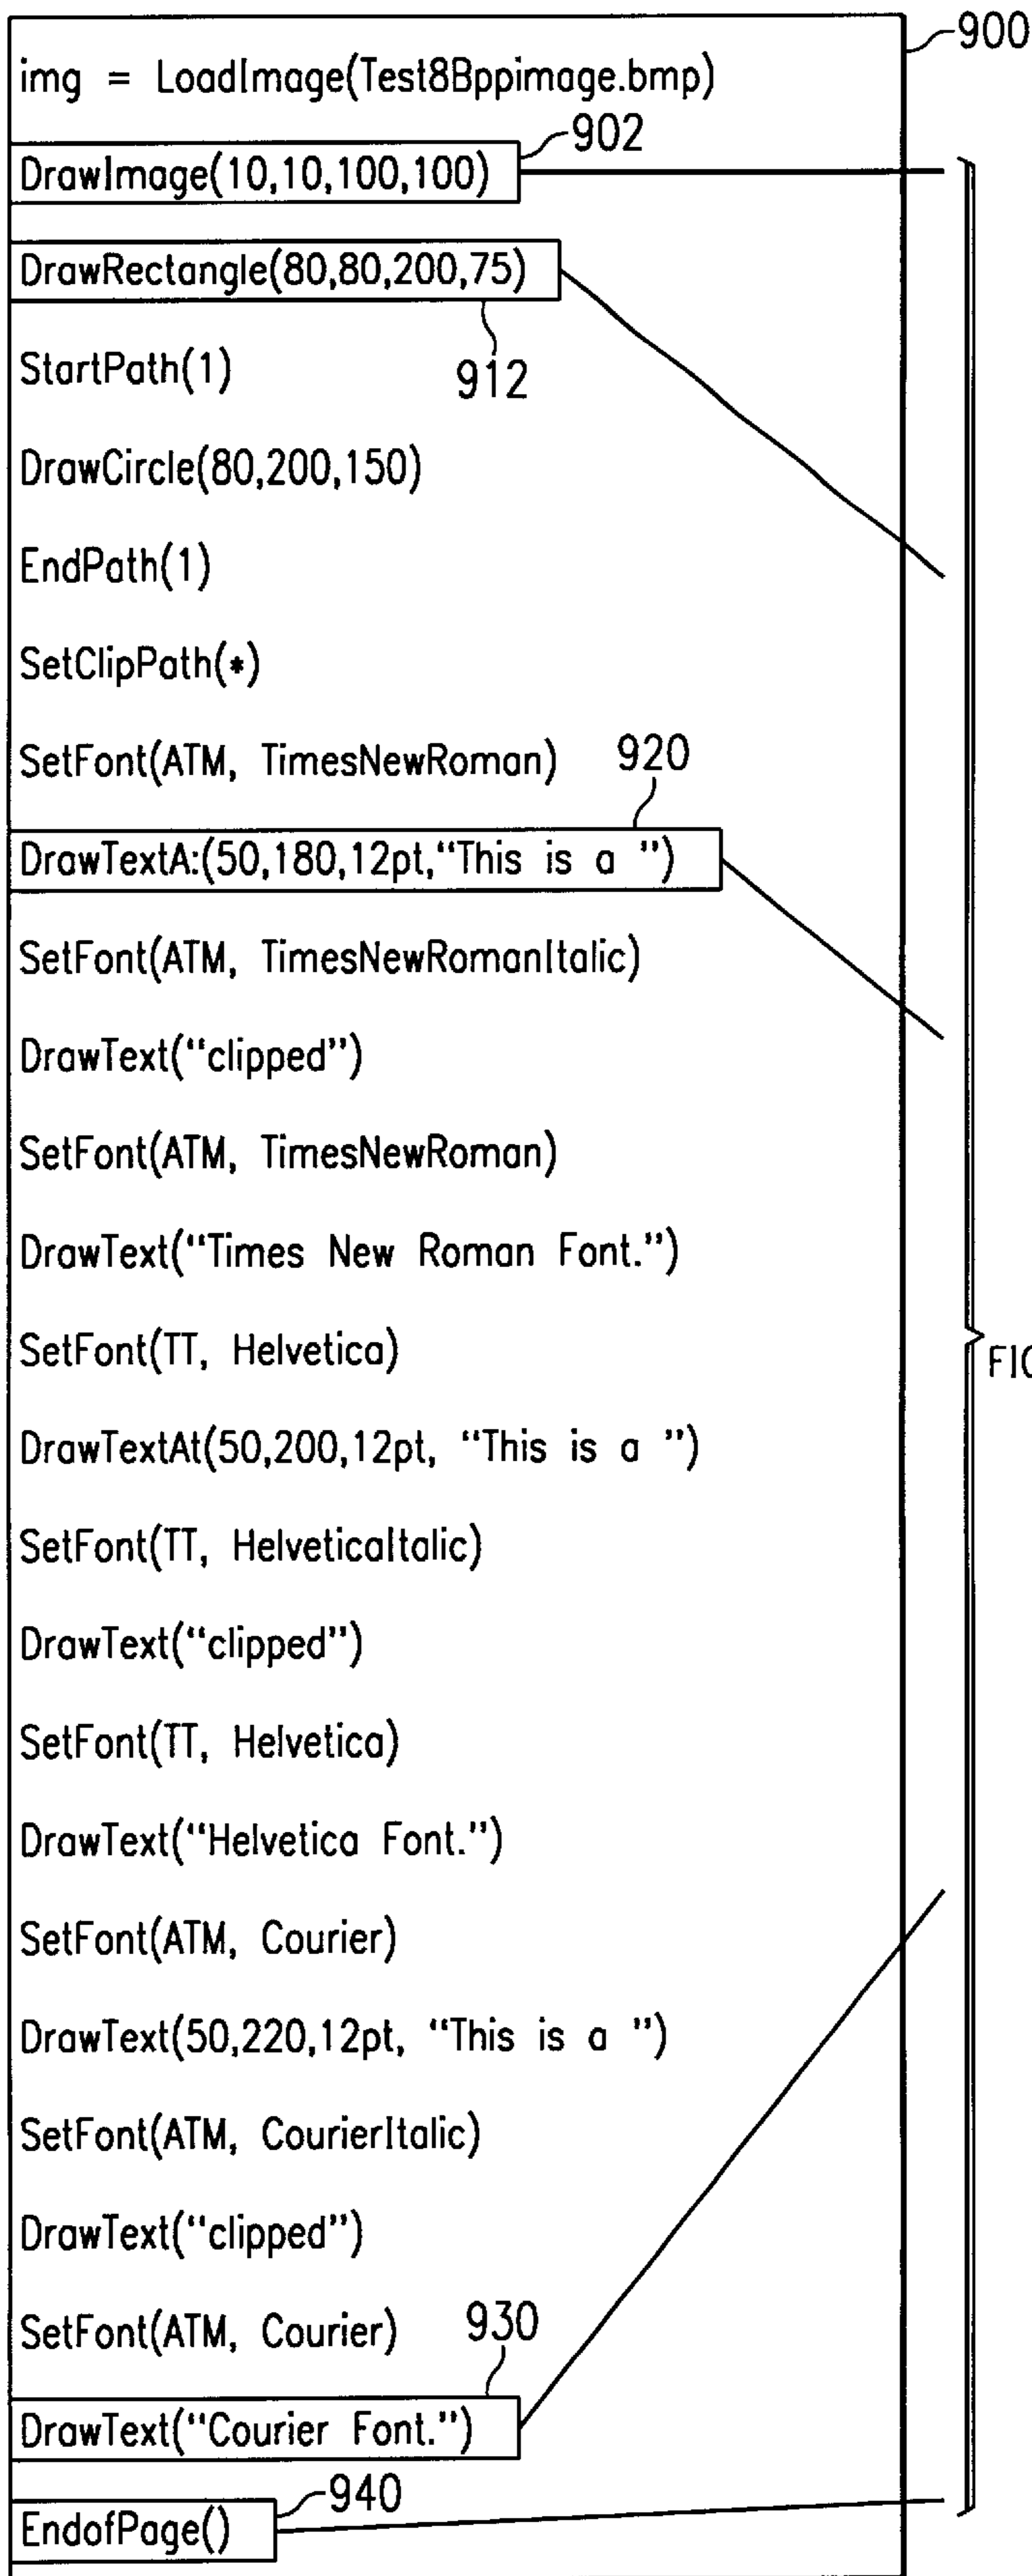 900
img = LoadImage(Test8Bppimage.bmp)
902
DrawImage(10,10,100,100)
DrawRectangle(80,80,200,75)
912
StartPath(1)
DrawCircle(80,200,150)
EndPath(1)
SetClipPath(*)
SetFont(ATM, TimesNewRoman)
920
DrawTextA:(50,180,12pt,“This is a ”)
SetFont(ATM, TimesNewRomanItalic)
DrawText(“clipped”)
SetFont(ATM, TimesNewRoman)
DrawText(“Times New Roman Font.”)
SetFont(TT, Helvetica)
FIG
DrawTextAt(50,200,12pt, “This is a ”)
SetFont(TT, HelveticaItalic)
DrawText(“clipped”)
SetFont(TT, Helvetica)
DrawText(“Helvetica Font.”)
SetFont(ATM, Courier)
DrawText(50,220,12pt, “This is a ”)
SetFont(ATM, CourierItalic)
DrawText(“clipped”)
SetFont(ATM, Courier)
930
DrawText(“Courier Font.”)
940
EndofPage()